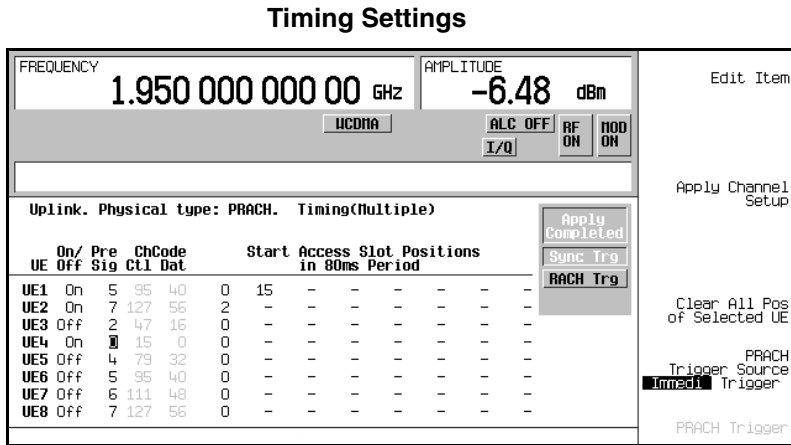 Timing Settings
FREQUENCY
1.950 000 000 00 GHz
AMPLITUDE
-6.48 dBm
WCDMA
ALC OFF
I/Q
RF ON
MOD ON
Uplink. Physical type: PRACH. Timing(Multiple)
Apply Completed
Sync Trg
RACH Trg
On/ Pre ChCode Start Access Slot Positions
UE Off Sig Ctl Dat in 80ms Period
UE1 On 5 95 40 0 15 - - - - - -
UE2 On 7 127 56 2 - - - - - - -
UE3 Off 2 47 16 0 - - - - - - -
UE4 On 0 15 0 0 - - - - - - -
UE5 Off 4 79 32 0 - - - - - - -
UE6 Off 5 95 40 0 - - - - - - -
UE7 Off 6 111 48 0 - - - - - - -
UE8 Off 7 127 56 0 - - - - - - -
Edit Item
Apply Channel
Setup
Clear All Pos
of Selected UE
PRACH
Trigger Source
Immedi Trigger
PRACH Trigger